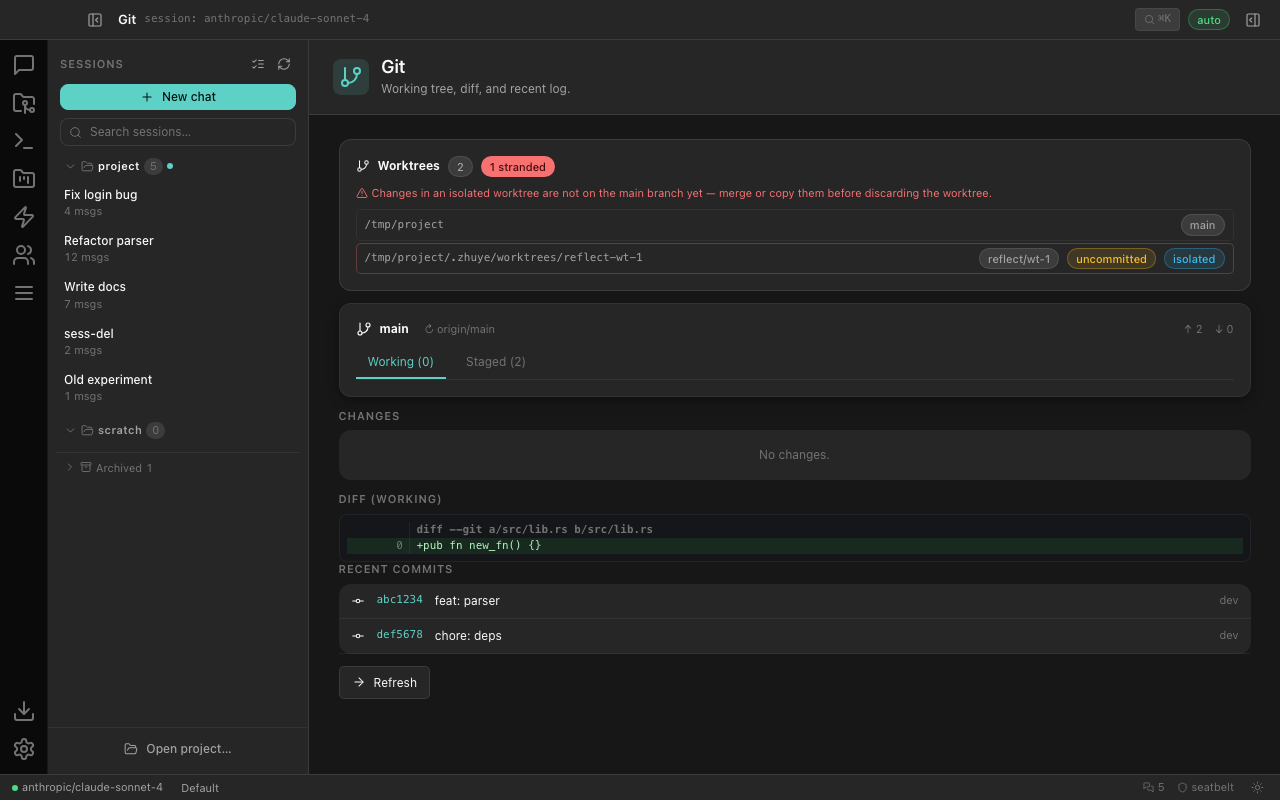 Git session: anthropic/claude-sonnet-4
⌘K
auto
SESSIONS
New chat
Search sessions...
project 5
Fix login bug
4 msgs
Refactor parser
12 msgs
Write docs
7 msgs
sess-del
2 msgs
Old experiment
1 msgs
scratch 0
Archived 1
Open project...
Git
Working tree, diff, and recent log.
Worktrees 2 1 stranded
Changes in an isolated worktree are not on the main branch yet — merge or copy them before discarding the worktree.
/tmp/project main
/tmp/project/.zhuye/worktrees/reflect-wt-1 reflect/wt-1 uncommitted isolated
main origin/main ↑ 2 ↓ 0
Working (0) Staged (2)
CHANGES
No changes.
DIFF (WORKING)
diff --git a/src/lib.rs b/src/lib.rs
0 +pub fn new_fn() {}
RECENT COMMITS
abc1234 feat: parser dev
def5678 chore: deps dev
Refresh
anthropic/claude-sonnet-4 Default 5 seatbelt